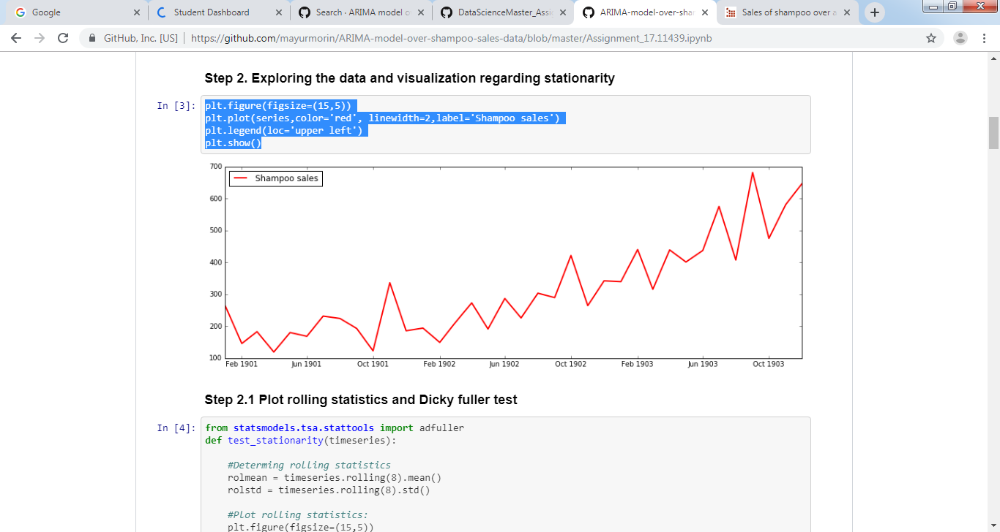 Google
Student Dashboard
Search · ARIMA model o
DataScienceMaster_Assi
ARIMA-model-over-sha
Sales of shampoo over a
GitHub, Inc. [US] | https://github.com/mayurmorin/ARIMA-model-over-shampoo-sales-data/blob/master/Assignment_17.11439.ipynb
Step 2. Exploring the data and visualization regarding stationarity
In [3]:
plt.figure(figsize=(15,5))
plt.plot(series,color='red', linewidth=2,label='Shampoo sales')
plt.legend(loc='upper left')
plt.show()
700
Shampoo sales
600
500
400
300
200
100
Feb 1901 Jun 1901 Oct 1901 Feb 1902 Jun 1902 Oct 1902 Feb 1903 Jun 1903 Oct 1903
Step 2.1 Plot rolling statistics and Dicky fuller test
In [4]:
from statsmodels.tsa.stattools import adfuller
def test_stationarity(timeseries):
#Determing rolling statistics
rolmean = timeseries.rolling(8).mean()
rolstd = timeseries.rolling(8).std()
#Plot rolling statistics:
plt.figure(figsize=(15,5))